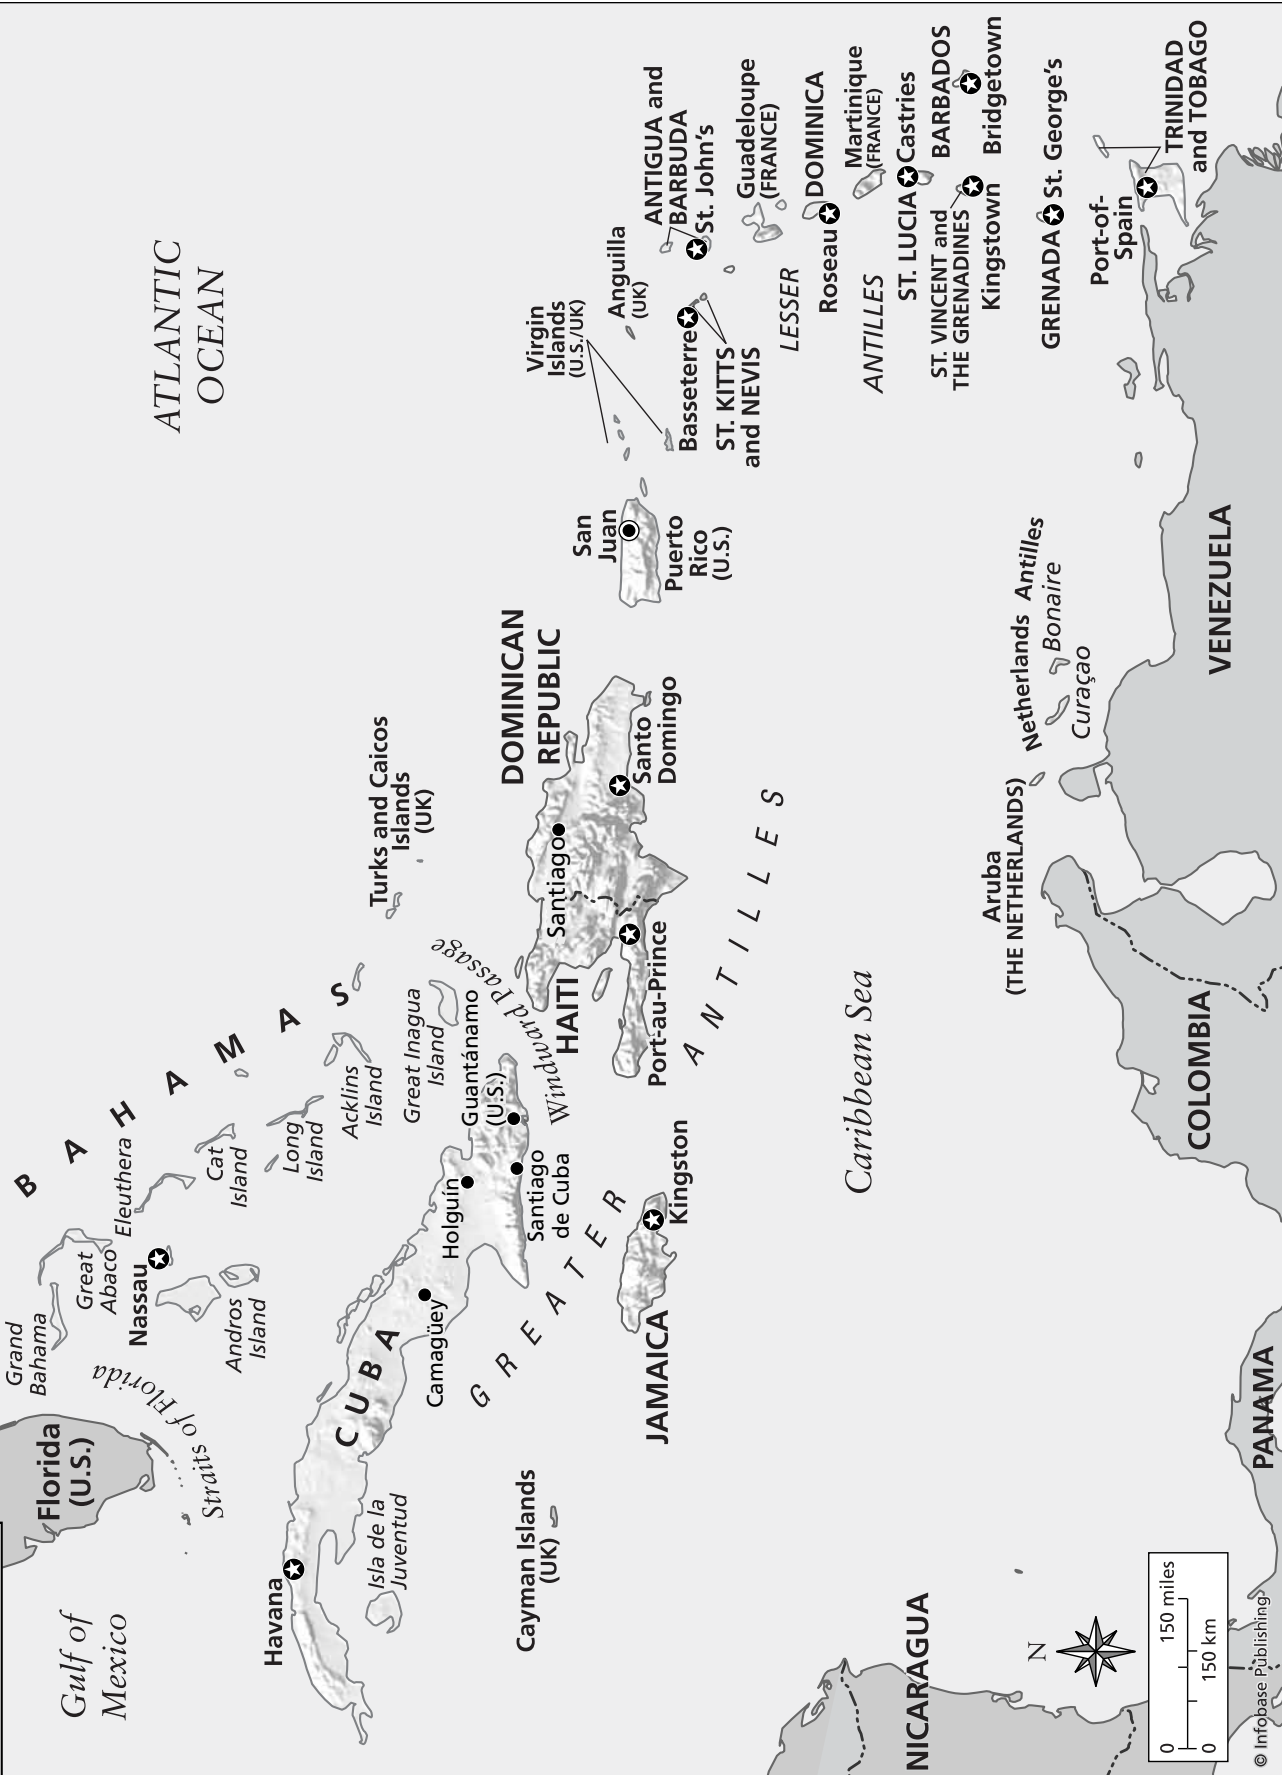 Gulf of
Mexico
Florida
(U.S.)
Straits of Florida
ATLANTIC
OCEAN
BAHAMAS
Grand
Bahama
Great
Abaco
Nassau
Eleuthera
Andros
Island
Cat
Island
Long
Island
Acklins
Island
Great Inagua
Island
Turks and Caicos
Islands
(UK)
Havana
CUBA
Isla de la
Juventud
Camagüey
Holguín
Guantánamo
(U.S.)
Santiago
de Cuba
Windward Passage
Cayman Islands
(UK)
GREATER
ANTILLES
JAMAICA
Kingston
HAITI
Port-au-Prince
DOMINICAN
REPUBLIC
Santiago
Santo
Domingo
San
Juan
Puerto
Rico
(U.S.)
Virgin
Islands
(U.S./UK)
Anguilla
(UK)
Basseterre
ST. KITTS
and NEVIS
ANTIGUA and
BARBUDA
St. John's
Guadeloupe
(FRANCE)
LESSER
ANTILLES
DOMINICA
Roseau
Martinique
(FRANCE)
Castries
ST. LUCIA
BARBADOS
Bridgetown
ST. VINCENT and
THE GRENADINES
Kingstown
St. George's
GRENADA
Port-of-
Spain
TRINIDAD
and TOBAGO
Caribbean Sea
Aruba
(THE NETHERLANDS)
Netherlands Antilles
Bonaire
Curaçao
VENEZUELA
COLOMBIA
PANAMA
NICARAGUA
N
0 150 miles
0 150 km
© Infobase Publishing